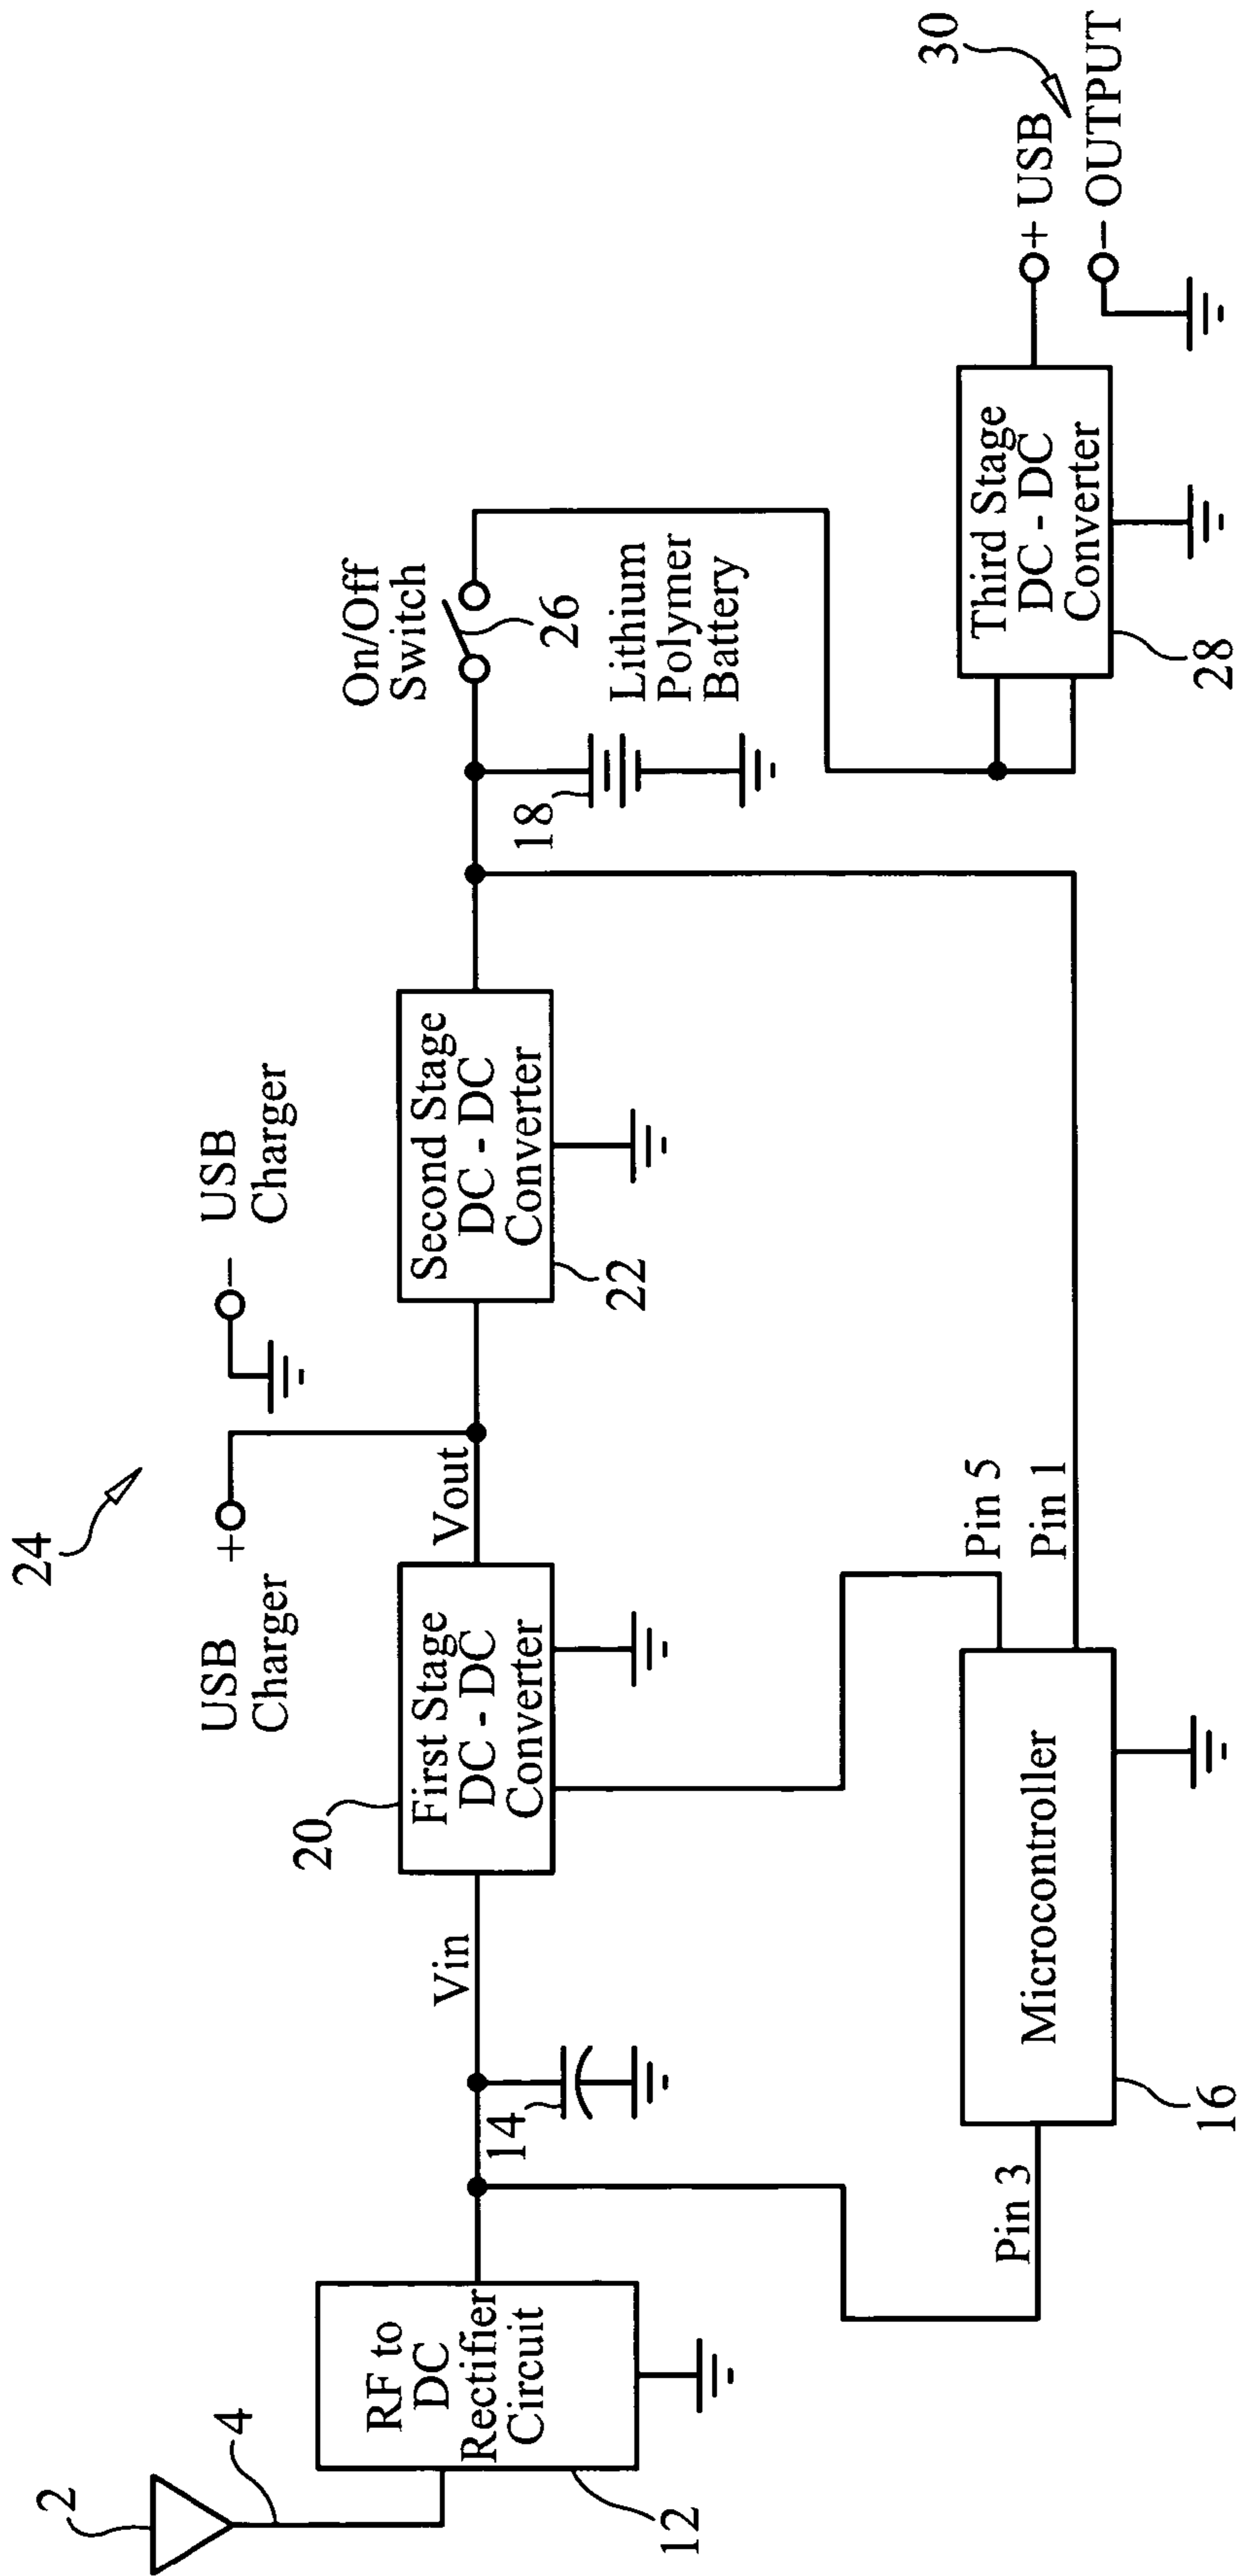 24
USB
Charger
+
−
USB
Charger
2
4
RF to
DC
Rectifier
Circuit
12
14
Vin
20
First Stage
DC - DC
Converter
Vout
Second Stage
DC - DC
Converter
22
On/Off
Switch
26
18
Lithium
Polymer
Battery
Pin 3
Microcontroller
16
Pin 5
Pin 1
Third Stage
DC - DC
Converter
28
+ USB
− OUTPUT
30